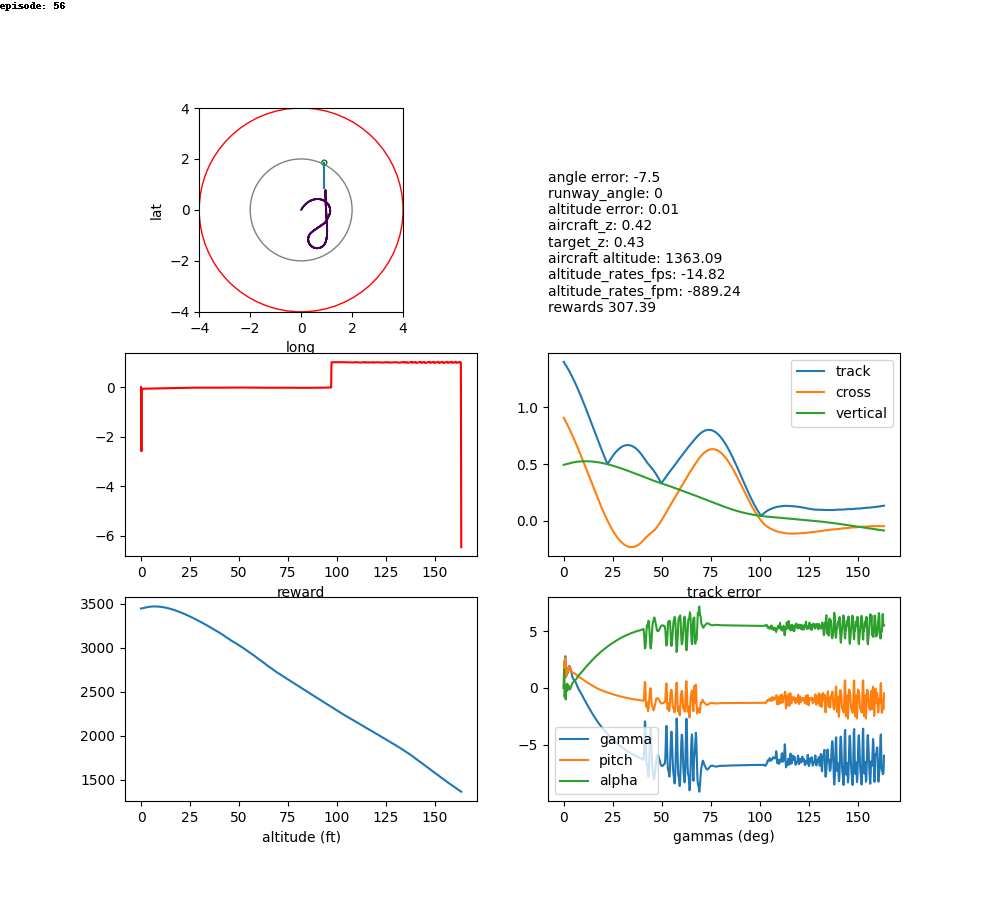 episode: 56
4
2
0
−2
−4
lat
−4 −2 0 2 4
long
angle error: -7.5
runway_angle: 0
altitude error: 0.01
aircraft_z: 0.42
target_z: 0.43
aircraft altitude: 1363.09
altitude_rates_fps: -14.82
altitude_rates_fpm: -889.24
rewards 307.39
0
−2
−4
−6
0 25 50 75 100 125 150
reward
1.0
0.5
0.0
track
cross
vertical
0 25 50 75 100 125 150
track error
3500
3000
2500
2000
1500
0 25 50 75 100 125 150
altitude (ft)
5
0
−5
gamma
pitch
alpha
0 25 50 75 100 125 150
gammas (deg)